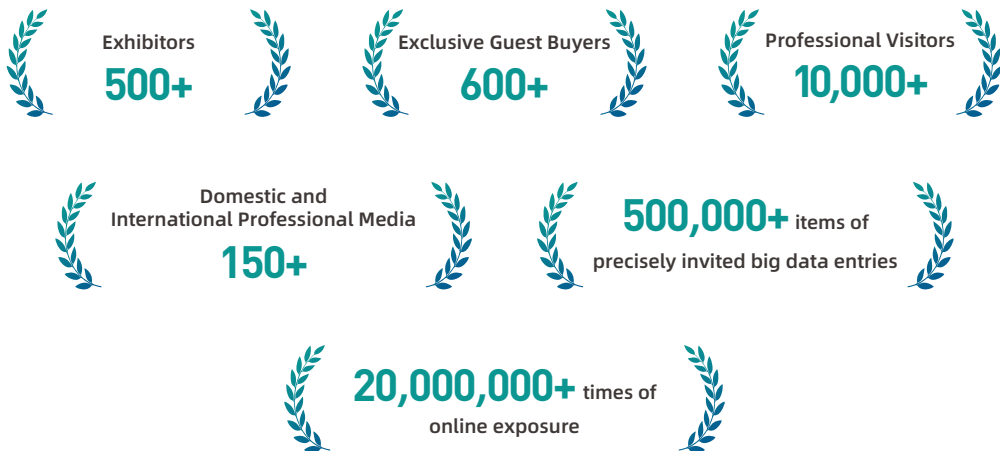 Exhibitors
500+
Exclusive Guest Buyers
600+
Professional Visitors
10,000+
Domestic and
International Professional Media
150+
500,000+ items of
precisely invited big data entries
20,000,000+ times of
online exposure